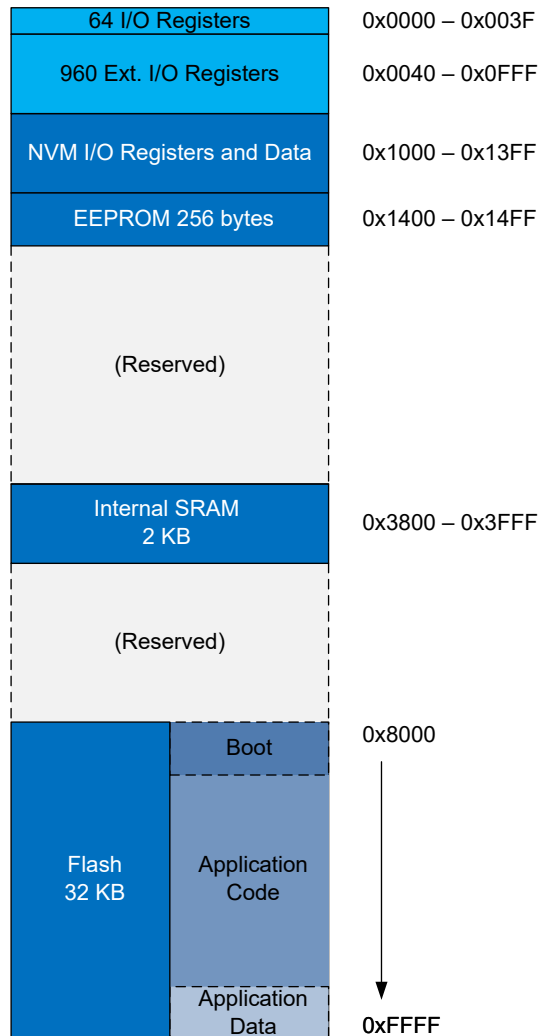 64 I/O Registers 0x0000 – 0x003F
960 Ext. I/O Registers 0x0040 – 0x0FFF
NVM I/O Registers and Data 0x1000 – 0x13FF
EEPROM 256 bytes 0x1400 – 0x14FF
(Reserved)
Internal SRAM
2 KB
0x3800 – 0x3FFF
(Reserved)
Flash
32 KB
Boot
Application
Code
Application
Data
0x8000
0xFFFF